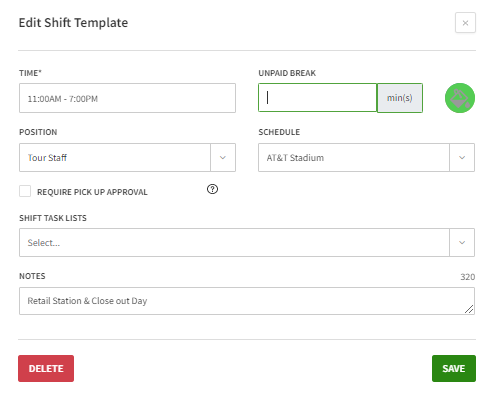 Edit Shift Template
×
TIME*
UNPAID BREAK
11:00AM - 7:00PM
min(s)
POSITION
SCHEDULE
Tour Staff
AT&T Stadium
REQUIRE PICK UP APPROVAL
?
SHIFT TASK LISTS
Select...
NOTES
320
Retail Station & Close out Day
DELETE
SAVE